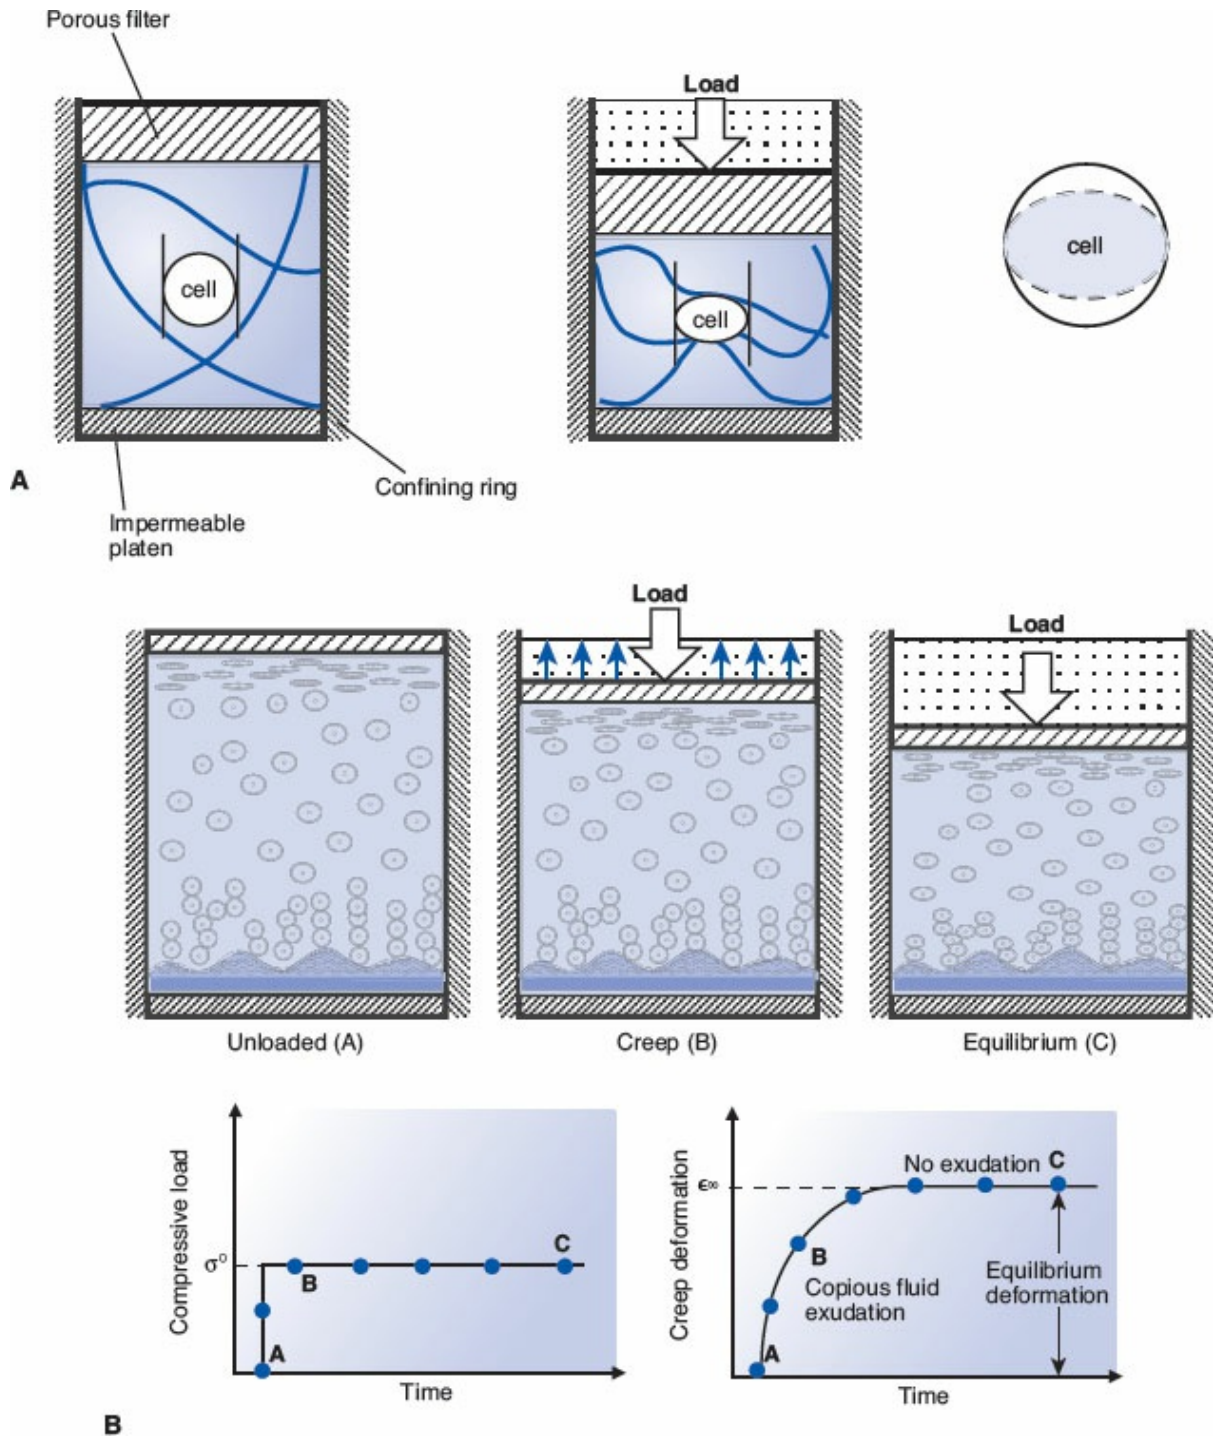 Porous filter
Load
cell
cell
cell
Confining ring
A
Impermeable
platen
Load
Load
Unloaded (A)
Creep (B)
Equilibrium (C)
Compressive load
σ°
A
B
C
Time
Creep deformation
ϵ∞
No exudation
C
B
Copious fluid
exudation
Equilibrium
deformation
A
Time
B